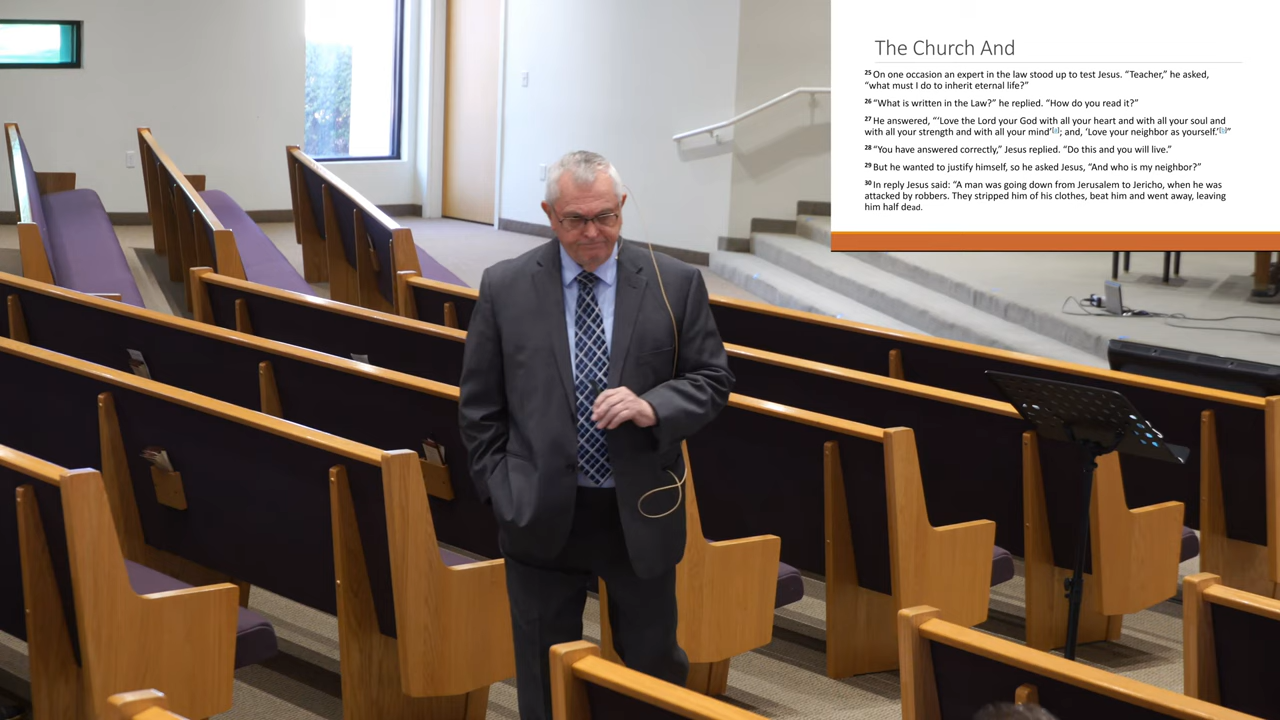 The Church And
25 On one occasion an expert in the law stood up to test Jesus. “Teacher,” he asked,
“what must I do to inherit eternal life?”
26 “What is written in the Law?” he replied. “How do you read it?”
27 He answered, “‘Love the Lord your God with all your heart and with all your soul and
with all your strength and with all your mind’[a]; and, ‘Love your neighbor as yourself.’[b]”
28 “You have answered correctly,” Jesus replied. “Do this and you will live.”
29 But he wanted to justify himself, so he asked Jesus, “And who is my neighbor?”
30 In reply Jesus said: “A man was going down from Jerusalem to Jericho, when he was
attacked by robbers. They stripped him of his clothes, beat him and went away, leaving
him half dead.